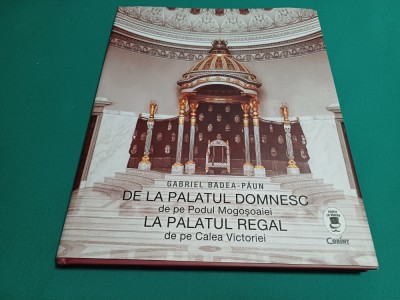 GABRIEL BADEA-PĂUN
DE LA PALATUL DOMNESC
de pe Podul Mogoșoaiei
LA PALATUL REGAL
de pe Calea Victoriei
Corint